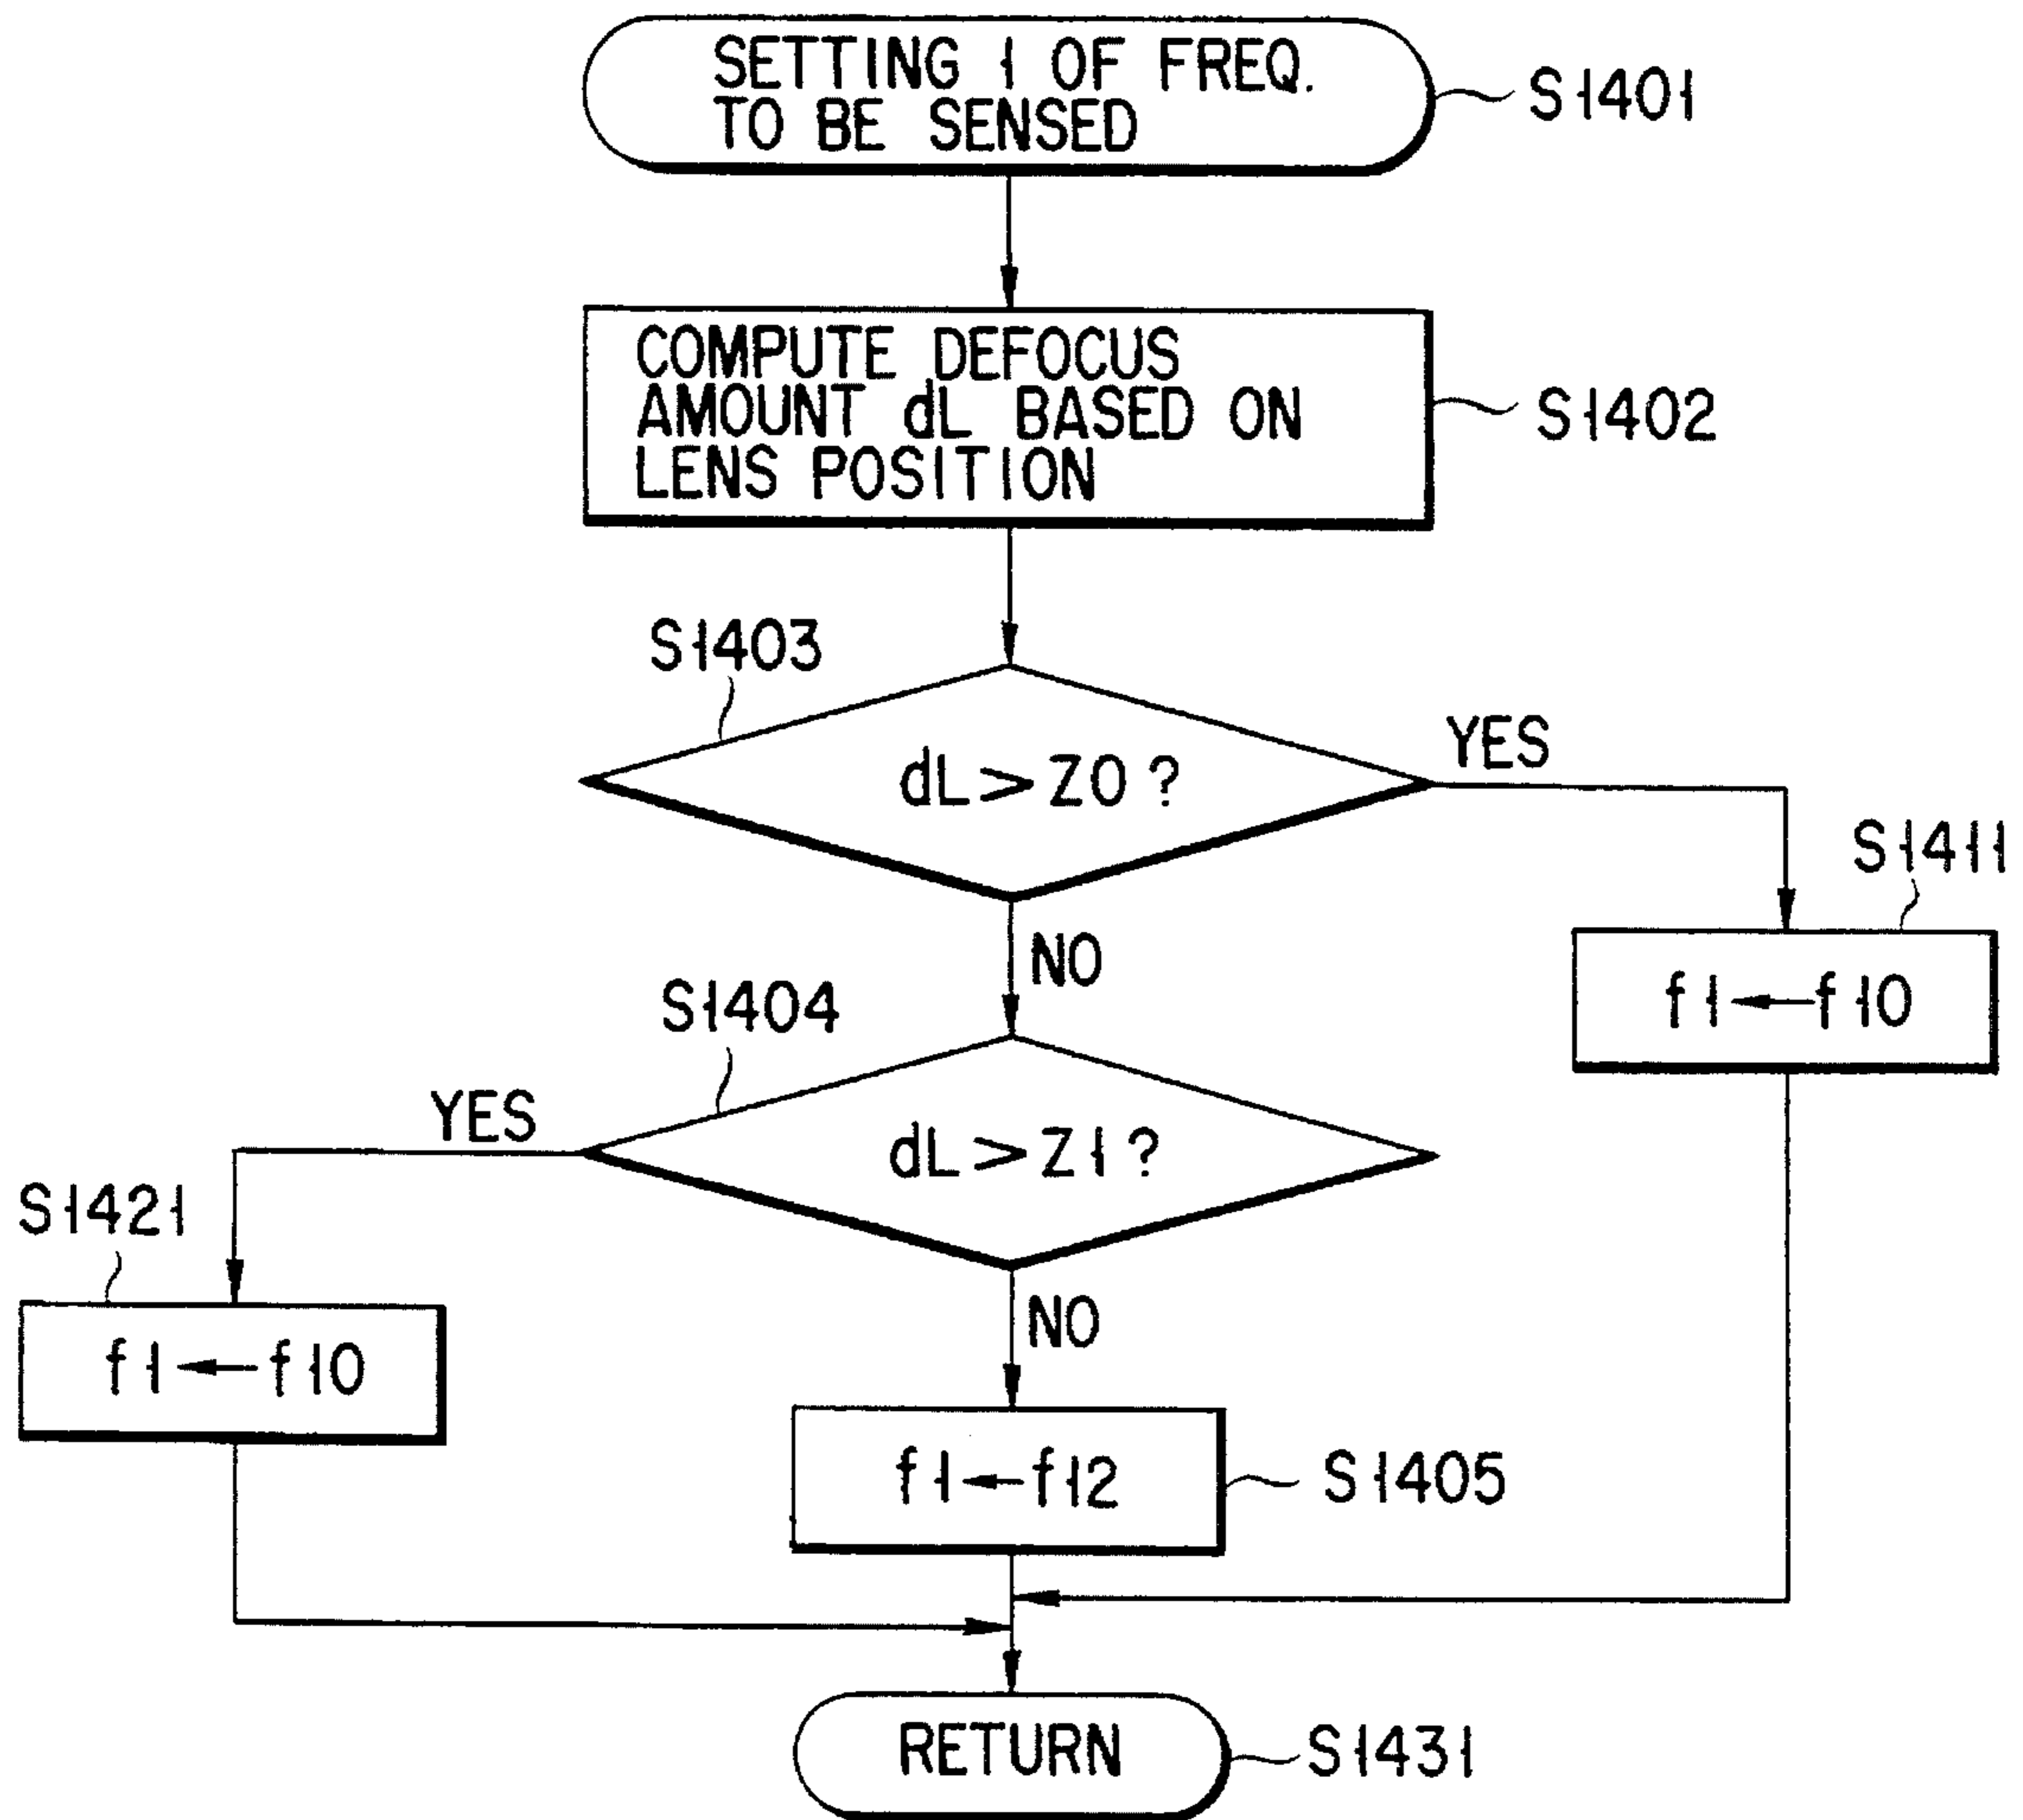 SETTING 1 OF FREQ.
TO BE SENSED
S1401
COMPUTE DEFOCUS
AMOUNT dL BASED ON
LENS POSITION
S1402
S1403
dL > Z0 ?
YES
S1411
NO
f1 ← f10
S1404
dL > Z1 ?
YES
S1421
NO
f1 ← f10
f1 ← f12
S1405
RETURN
S1431